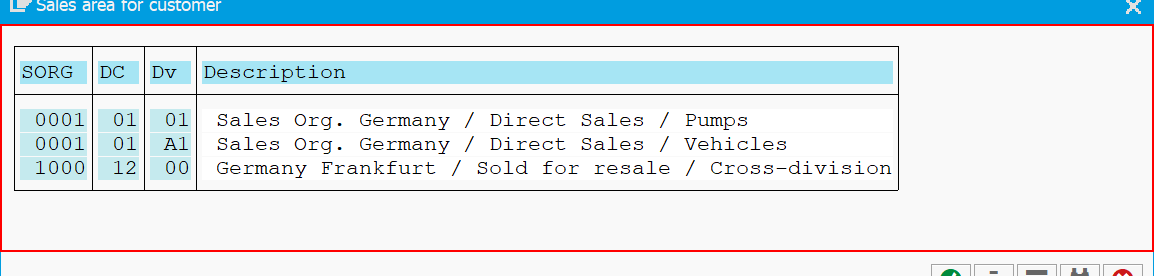 Sales area for customer
SORG DC Dv Description
0001 01 01 Sales Org. Germany / Direct Sales / Pumps
0001 01 A1 Sales Org. Germany / Direct Sales / Vehicles
1000 12 00 Germany Frankfurt / Sold for resale / Cross-division